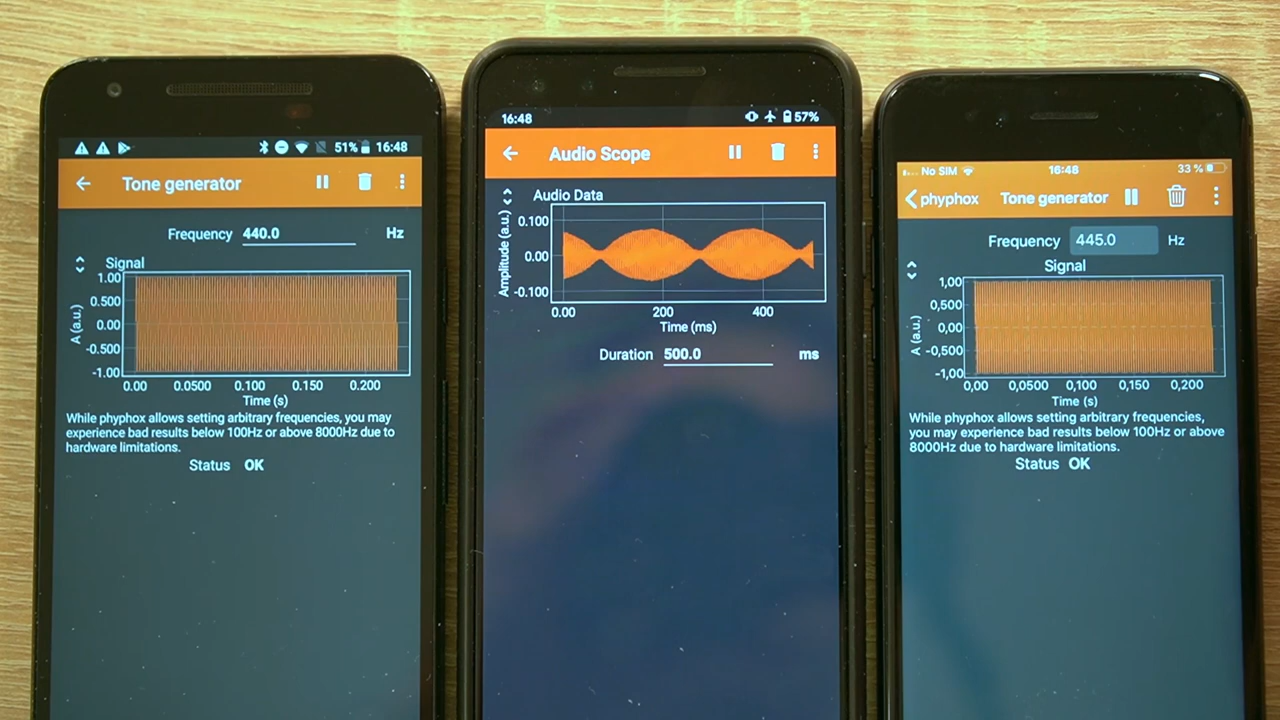 51% 16:48
Tone generator
Frequency 440.0 Hz
Signal
A (a.u.)
1.00
0.500
0.00
-0.500
-1.00
0.00 0.0500 0.100 0.150 0.200
Time (s)
While phyphox allows setting arbitrary frequencies, you may
experience bad results below 100Hz or above 8000Hz due to
hardware limitations.
Status OK
16:48 57%
Audio Scope
Audio Data
Amplitude (a.u.)
0.100
0.00
-0.100
0.00 200 400
Time (ms)
Duration 500.0 ms
No SIM 16:48 33 %
phyphox Tone generator
Frequency 445.0 Hz
Signal
A (a.u.)
1,00
0,500
0,00
-0,500
-1,00
0,00 0,0500 0,100 0,150 0,200
Time (s)
While phyphox allows setting arbitrary frequencies,
you may experience bad results below 100Hz or above
8000Hz due to hardware limitations.
Status OK